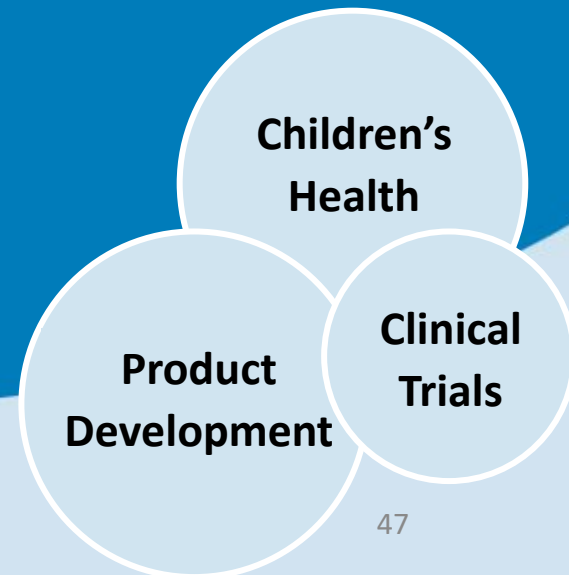 Children’s
Health
Clinical
Trials
Product
Development
47